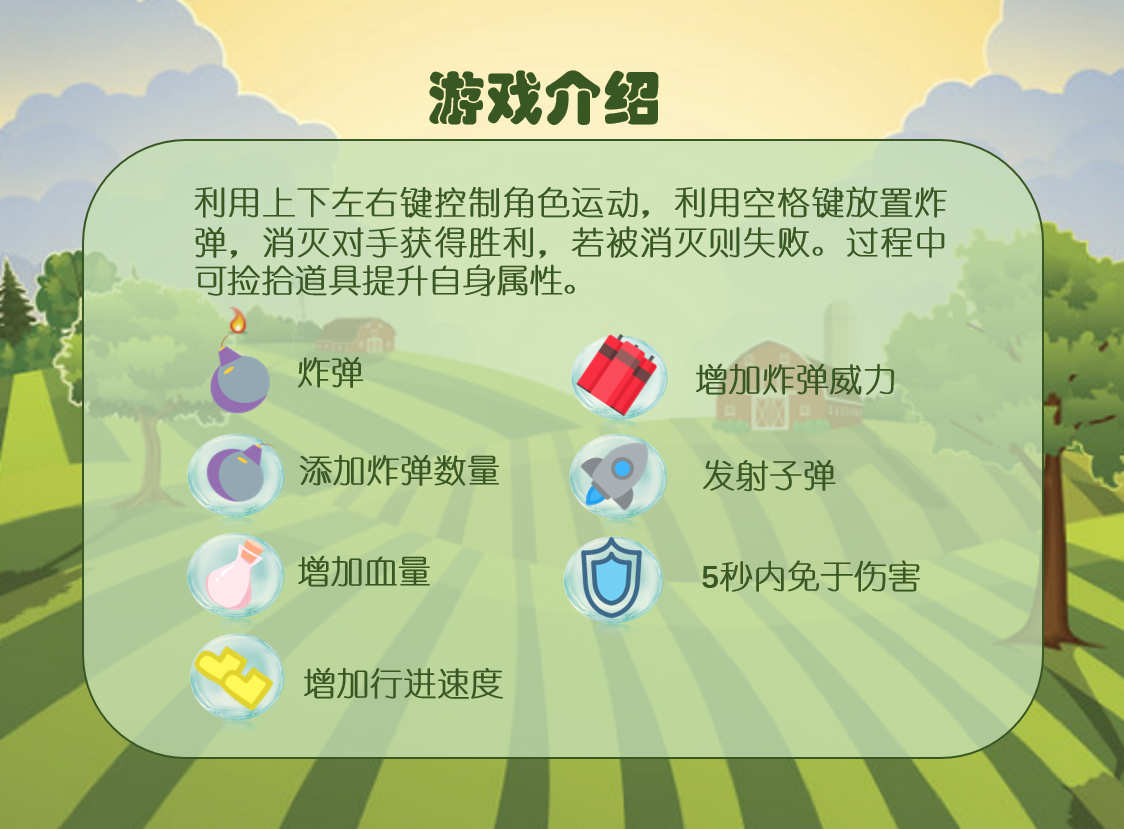 游戏介绍
利用上下左右键控制角色运动，利用空格键放置炸
弹，消灭对手获得胜利，若被消灭则失败。过程中
可捡拾道具提升自身属性。
炸弹
增加炸弹威力
添加炸弹数量
发射子弹
增加血量
5秒内免于伤害
增加行进速度